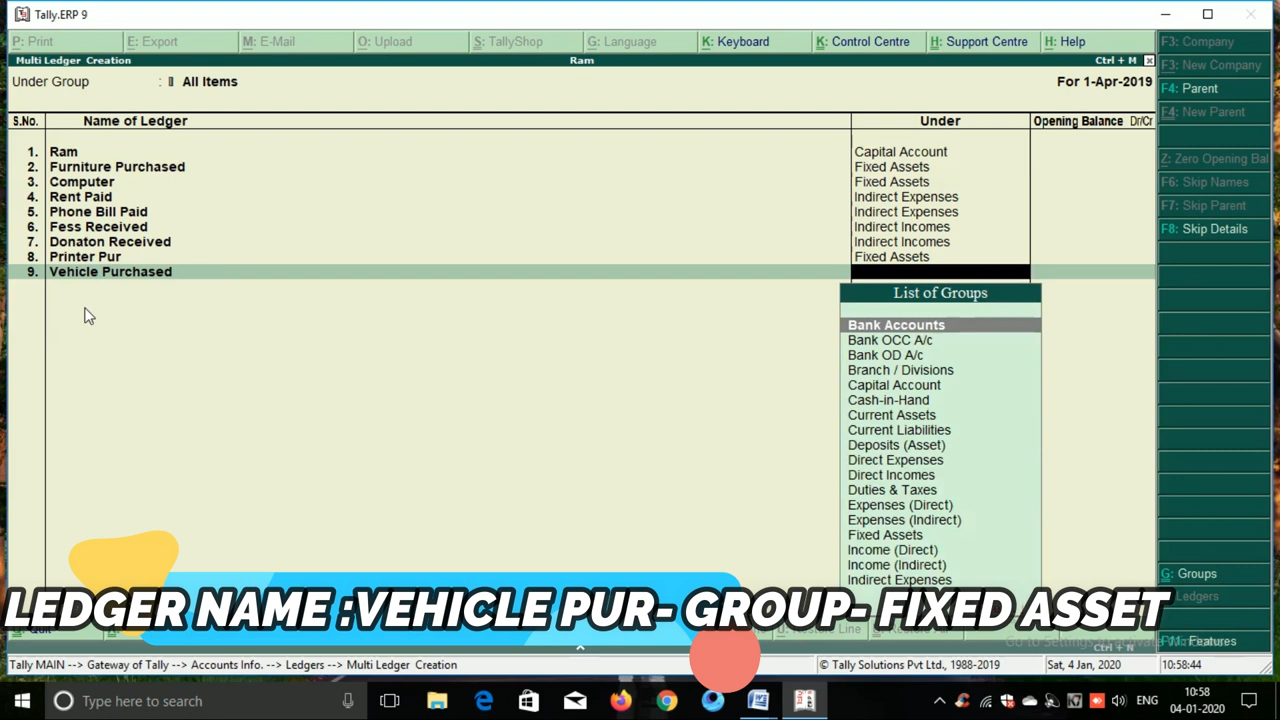 Tally.ERP 9
P: Print E: Export M: E-Mail O: Upload S: TallyShop G: Language K: Keyboard K: Control Centre H: Support Centre H: Help F3: Company
Multi Ledger Creation Ram Ctrl + M
F3: New Company
Under Group : All Items For 1-Apr-2019
F4: Parent
F4: New Parent
S.No. Name of Ledger Under Opening Balance Dr/Cr
1. Ram Capital Account
Z: Zero Opening Bal
2. Furniture Purchased Fixed Assets
3. Computer Fixed Assets
F6: Skip Names
4. Rent Paid Indirect Expenses
F7: Skip Parent
5. Phone Bill Paid Indirect Expenses
6. Fess Received Indirect Incomes
F8: Skip Details
7. Donaton Received Indirect Incomes
8. Printer Pur Fixed Assets
9. Vehicle Purchased
List of Groups
Bank Accounts
Bank OCC A/c
Bank OD A/c
Branch / Divisions
Capital Account
Cash-in-Hand
Current Assets
Current Liabilities
Deposits (Asset)
Direct Expenses
Direct Incomes
Duties & Taxes
Expenses (Direct)
Expenses (Indirect)
Fixed Assets
Income (Direct)
Income (Indirect)
Indirect Expenses
G: Groups
Ledgers
LEDGER NAME :VEHICLE PUR- GROUP- FIXED ASSET
Features
Ctrl + N
Tally MAIN --> Gateway of Tally --> Accounts Info. --> Ledgers --> Multi Ledger Creation © Tally Solutions Pvt Ltd., 1988-2019 Sat, 4 Jan, 2020 10:58:44
Type here to search ENG 10:58
04-01-2020